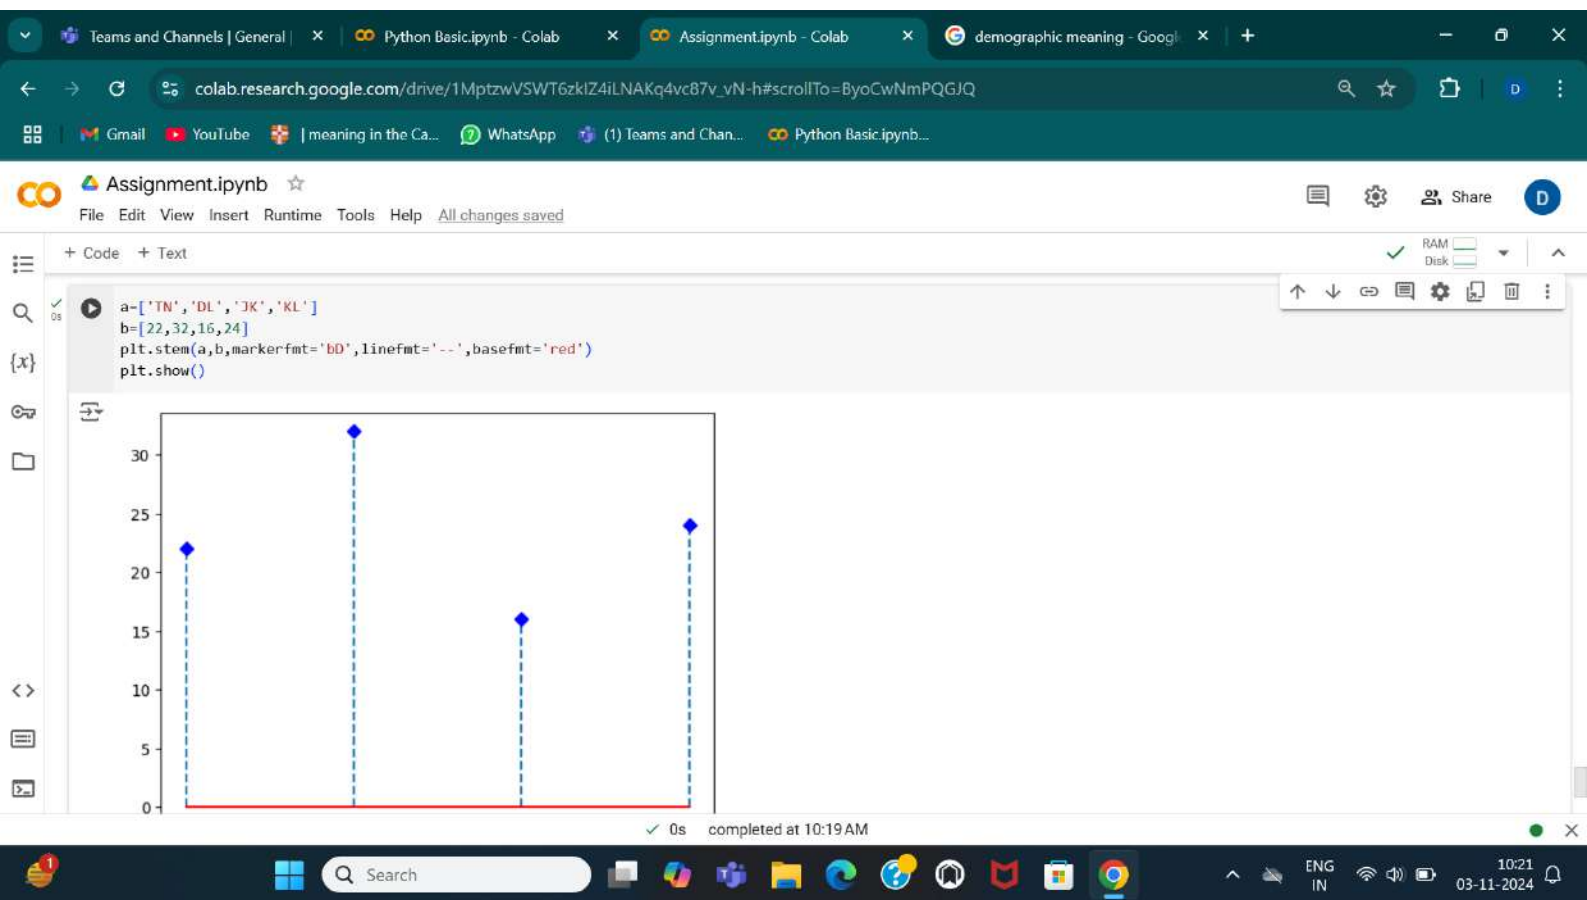 Teams and Channels | General |
Python Basic.ipynb - Colab
Assignment.ipynb - Colab
demographic meaning - Googl
colab.research.google.com/drive/1MptzwVSWT6zkIZ4iLNAKq4vc87v_vN-h#scrollTo=ByoCwNmPQGJQ
D
Gmail
YouTube
| meaning in the Ca...
WhatsApp
(1) Teams and Chan...
Python Basic.ipynb...
Assignment.ipynb
File Edit View Insert Runtime Tools Help All changes saved
Share
D
+ Code + Text
RAM
Disk
0s
{x}
a=['TN','DL','JK','KL']
b=[22,32,16,24]
plt.stem(a,b,markerfmt='bD',linefmt='--',basefmt='red')
plt.show()
30
25
20
15
10
5
0
0s completed at 10:19 AM
1
Search
ENG
IN
10:21
03-11-2024